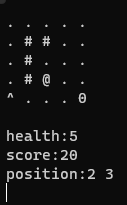 . . . . .
. # # . .
. # . . .
. # @ . .
^ . . . 0
health:5
score:20
position:2 3